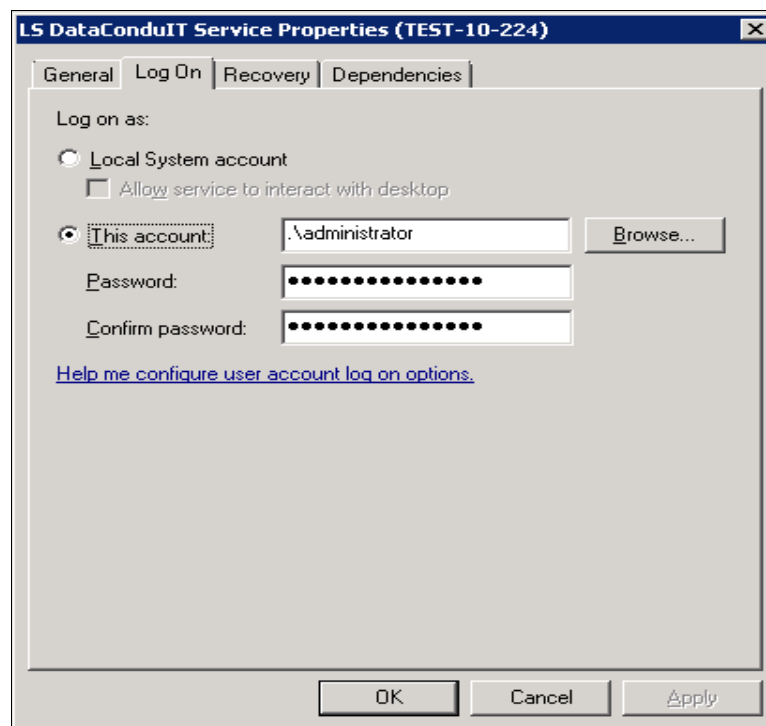 LS DataConduIT Service Properties (TEST-10-224)
General Log On Recovery Dependencies
Log on as:
Local System account
Allow service to interact with desktop
This account: .\administrator Browse...
Password: ●●●●●●●●●●●●●●●
Confirm password: ●●●●●●●●●●●●●●●
Help me configure user account log on options.
OK Cancel Apply